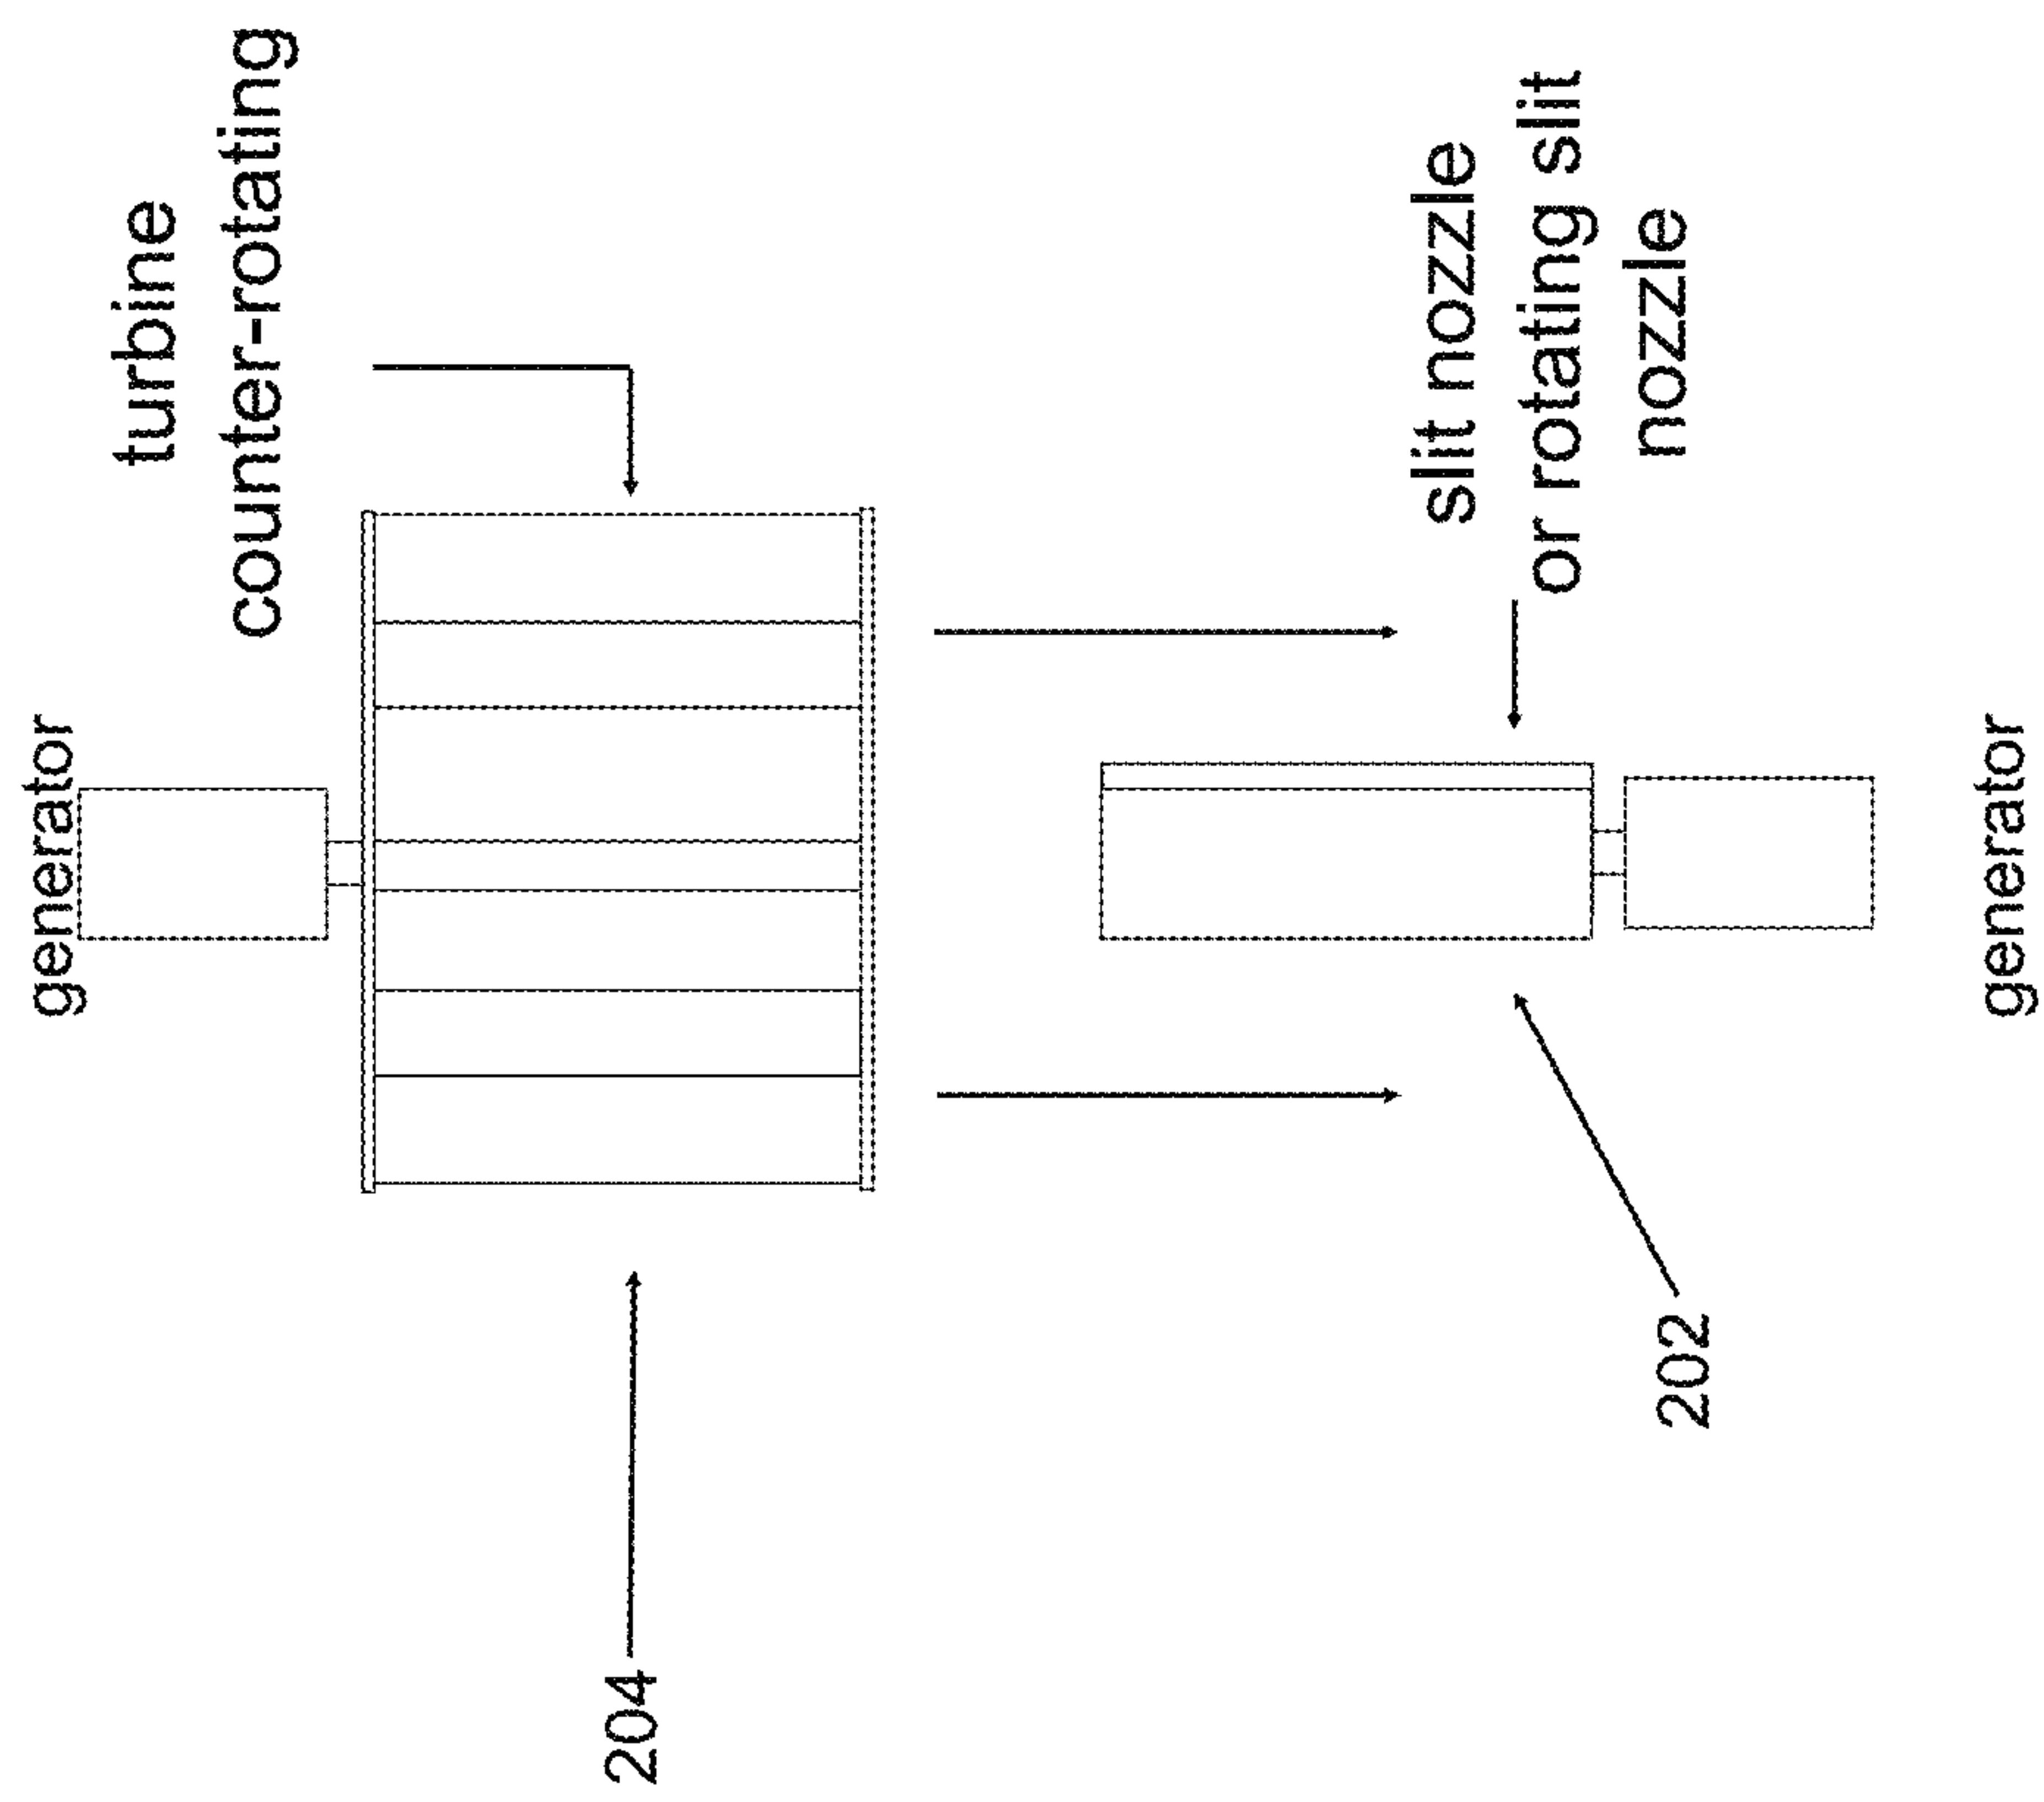 generator
turbine
counter-rotating
204
slit nozzle
or rotating slit
nozzle
202
generator